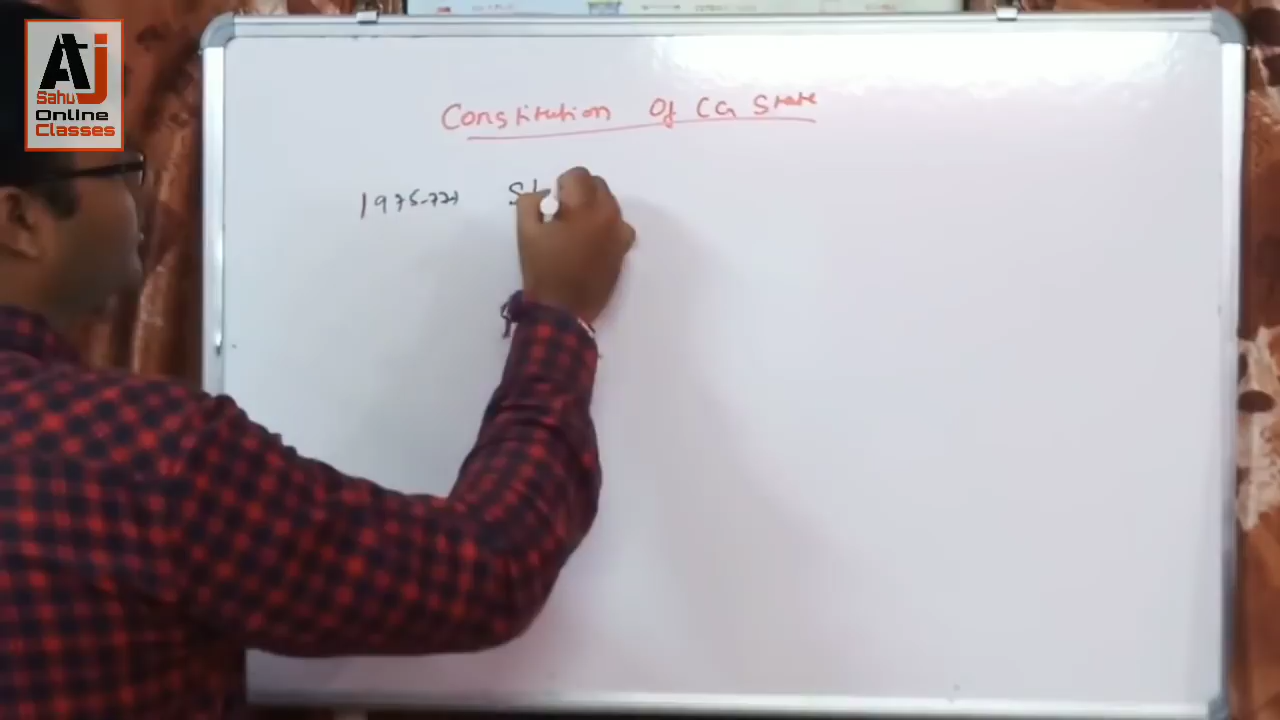 Aj
Sahu
Online
Classes
Constitution Of CG State